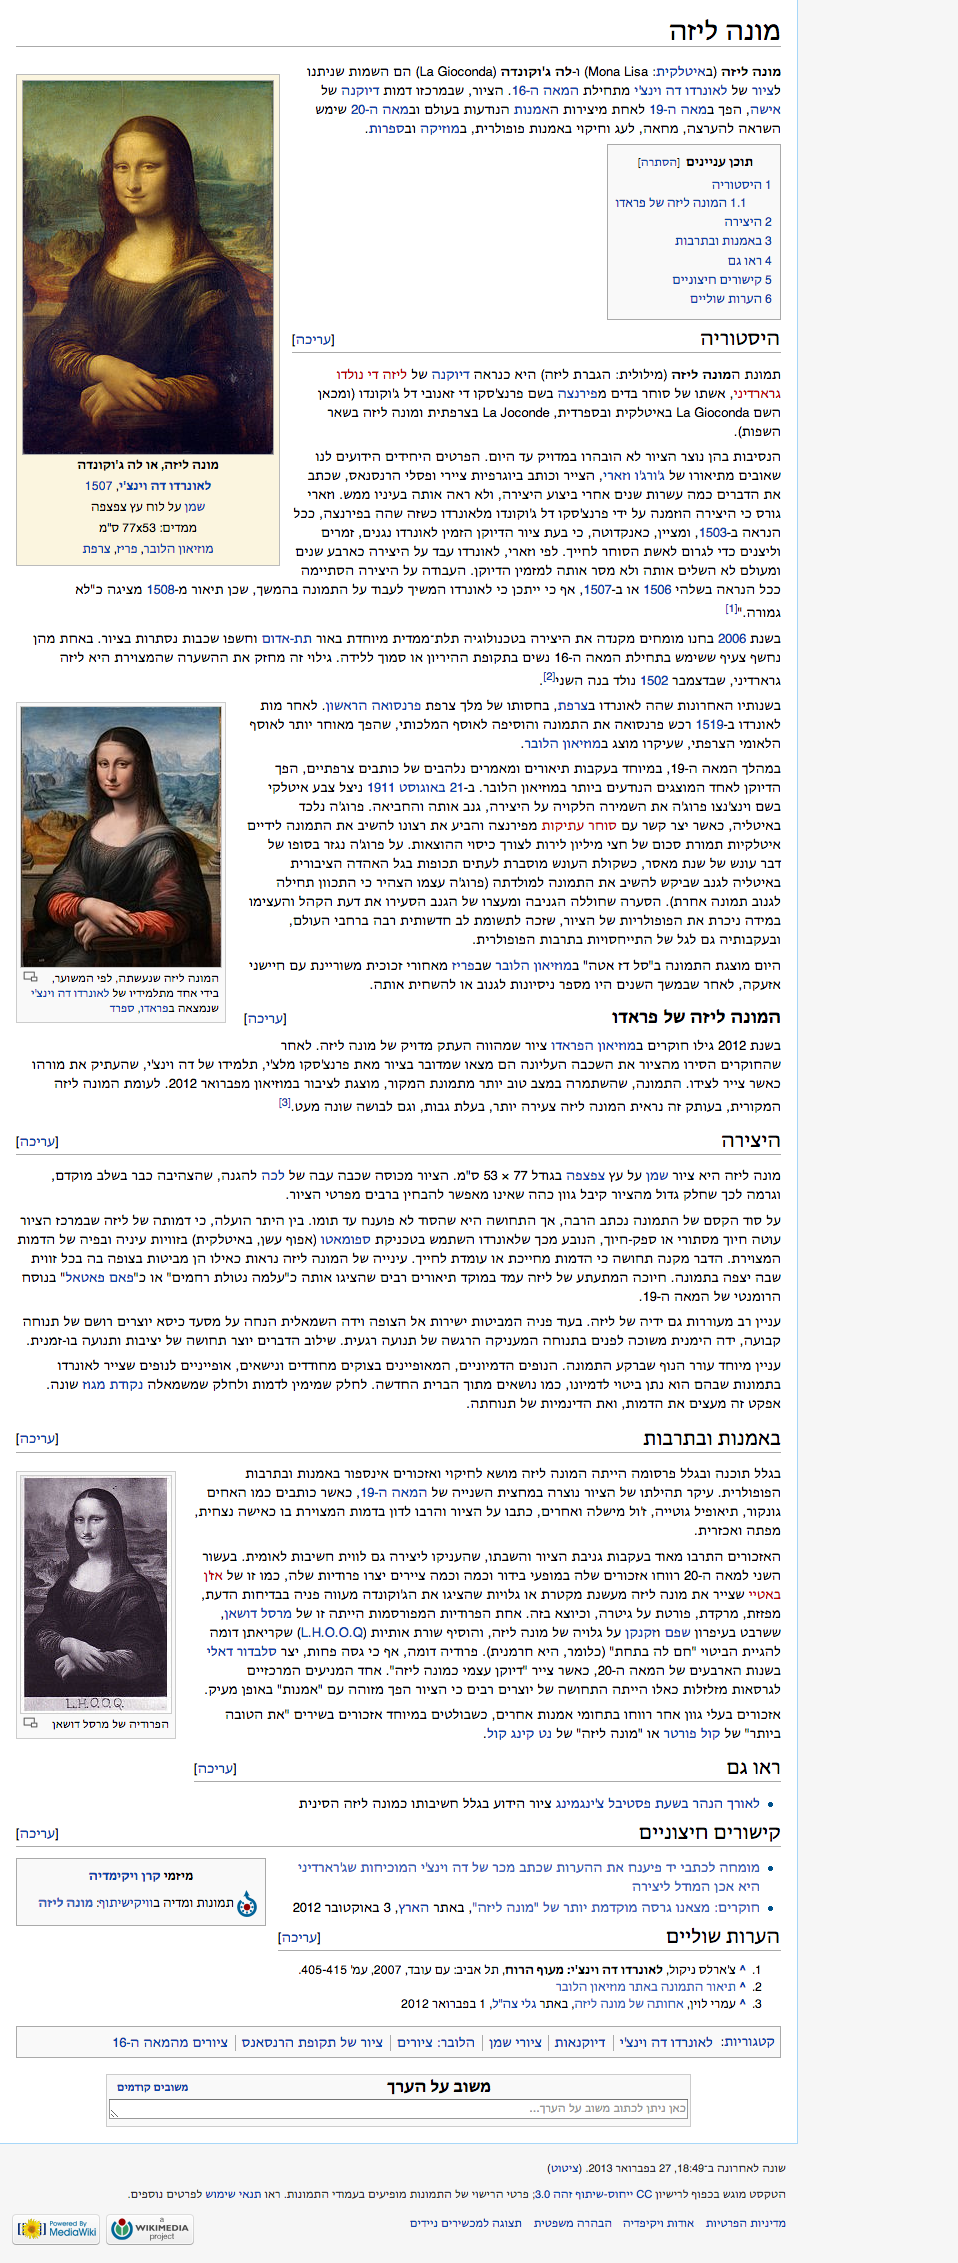 מונה ליזה
מונה ליזה (באיטלקית: Mona Lisa) ו-לה ג'וקונדה (La Gioconda) הם השמות שניתנו
לציור של לאונרדו דה וינצ'י מתחילת המאה ה-16. הציור, שבמרכזו דמות דיוקנה של
אישה, הפך במאה ה-19 לאחת מיצירות האמנות הנודעות בעולם ובמאה ה-20 שימש
השראה להערצה, מחאה, לעג וחיקוי באמנות פופולרית, במוזיקה ובספרות.
תוכן עניינים [הסתרה]
1 היסטוריה
1.1 המונה ליזה של פראדו
2 היצירה
3 באמנות ובתרבות
4 ראו גם
5 קישורים חיצוניים
6 הערות שוליים
מונה ליזה, או לה ג'וקונדה
לאונרדו דה וינצ'י, 1507
שמן על לוח עץ צפצפה
ממדים: 77x53 ס"מ
מוזיאון הלובר, פריז, צרפת
היסטוריה [עריכה]
תמונת המונה ליזה (מילולית: הגברת ליזה) היא כנראה דיוקנה של ליזה די נולדו
גרארדיני, אשתו של סוחר בדים מפירנצה בשם פרנצ'סקו די זאנובי דל ג'וקונדו (ומכאן
השם La Gioconda באיטלקית ובספרדית, La Joconde בצרפתית ומונה ליזה בשאר
השפות).
הנסיבות בהן נוצר הציור לא הובהרו במדויק עד היום. הפרטים היחידים הידועים לנו
שאובים מתיאורו של ג'ורג'ו וזארי, הצייר וכותב ביוגרפיות ציירי ופסלי הרנסאנס, שכתב
את הדברים כמה עשרות שנים אחרי ביצוע היצירה, ולא ראה אותה בעיניו ממש. וזארי
גורס כי היצירה הוזמנה על ידי פרנצ'סקו דל ג'וקונדו מלאונרדו כשזה שהה בפירנצה, ככל
הנראה ב-1503, ומציין, כאנקדוטה, כי בעת ציור הדיוקן הזמין לאונרדו נגנים, זמרים
וליצנים כדי לגרום לאשת הסוחר לחייך. לפי וזארי, לאונרדו עבד על היצירה כארבע שנים
ומעולם לא השלים אותה ולא מסר אותה למזמין הדיוקן. העבודה על היצירה הסתיימה
ככל הנראה בשלהי 1506 או ב-1507, אף כי ייתכן כי לאונרדו המשיך לעבוד על התמונה בהמשך, שכן תיאור מ-1508 מציגה כ"לא
גמורה".[1]
בשנת 2006 בחנו מומחים מקנדה את היצירה בטכנולוגיה תלת־ממדית מיוחדת באור תת-אדום וחשפו שכבות נסתרות בציור. באחת מהן
נחשף צעיף ששימש בתחילת המאה ה-16 נשים בתקופת ההיריון או סמוך ללידה. גילוי זה מחזק את ההשערה שהמצוירת היא ליזה
גרארדיני, שבדצמבר 1502 נולד בנה השני[2].
בשנותיו האחרונות שהה לאונרדו בצרפת, בחסותו של מלך צרפת פרנסואה הראשון. לאחר מות
לאונרדו ב-1519 רכש פרנסואה את התמונה והוסיפה לאוסף המלכותי, שהפך מאוחר יותר לאוסף
הלאומי הצרפתי, שעיקרו מוצג במוזיאון הלובר.
במהלך המאה ה-19, במיוחד בעקבות תיאורים ומאמרים נלהבים של כותבים צרפתיים, הפך
הדיוקן לאחד המוצגים הנודעים ביותר במוזיאון הלובר. ב-21 באוגוסט 1911 ניצל צבע איטלקי
בשם וינצ'נצו פרוג'ה את השמירה הלקויה על היצירה, גנב אותה והחביאה. פרוג'ה נלכד
באיטליה, כאשר יצר קשר עם סוחר עתיקות מפירנצה והביע את רצונו להשיב את התמונה לידיים
איטלקיות תמורת סכום של חצי מיליון לירות לצורך כיסוי ההוצאות. על פרוג'ה נגזר בסופו של
דבר עונש של שנת מאסר, כשקולת העונש מוסברת לעתים תכופות בגל האהדה הציבורית
באיטליה לגנב שביקש להשיב את התמונה למולדתה (פרוג'ה עצמו הצהיר כי התכוון תחילה
לגנוב תמונה אחרת). הסערה שחוללה הגניבה ומעצרו של הגנב הסעירו את דעת הקהל והעצימו
במידה ניכרת את הפופולריות של הציור, שזכה לתשומת לב חדשותית רבה ברחבי העולם,
ובעקבותיה גם לגל של התייחסויות בתרבות הפופולרית.
היום מוצגת התמונה ב"סל דז אטה" במוזיאון הלובר שבפריז מאחורי זכוכית משוריינת עם חיישני
אזעקה, לאחר שבמשך השנים היו מספר ניסיונות לגנוב או להשחית אותה.
המונה ליזה שנעשתה, לפי המשוער,
בידי אחד מתלמידיו של לאונרדו דה וינצ'י
שנמצאה בפראדו, ספרד
המונה ליזה של פראדו [עריכה]
בשנת 2012 גילו חוקרים במוזיאון הפראדו ציור שמהווה העתק מדויק של מונה ליזה. לאחר
שהחוקרים הסירו מהציור את השכבה העליונה הם מצאו שמדובר בציור מאת פרנצ'סקו מלצ'י, תלמידו של דה וינצ'י, שהעתיק את מורהו
כאשר צייר לצידו. התמונה, שהשתמרה במצב טוב יותר מתמונת המקור, מוצגת לציבור במוזיאון מפברואר 2012. לעומת המונה ליזה
המקורית, בעותק זה נראית המונה ליזה צעירה יותר, בעלת גבות, וגם לבושה שונה מעט.[3]
היצירה [עריכה]
מונה ליזה היא ציור שמן על עץ צפצפה בגודל 77 × 53 ס"מ. הציור מכוסה שכבה עבה של לכה להגנה, שהצהיבה כבר בשלב מוקדם,
וגרמה לכך שחלק גדול מהציור קיבל גוון כהה שאינו מאפשר להבחין ברבים מפרטי הציור.
על סוד הקסם של התמונה נכתב הרבה, אך התחושה היא שהסוד לא פוענח עד תומו. בין היתר הועלה, כי דמותה של ליזה שבמרכז הציור
עוטה חיוך מסתורי או ספק-חיוך, הנובע מכך שלאונרדו השתמש בטכניקת ספומאטו (אפוף עשן, באיטלקית) בזוויות עיניה ובפיה של הדמות
המצוירת. הדבר מקנה תחושה כי הדמות מחייכת או עומדת לחייך. עינייה של המונה ליזה נראות כאילו הן מביטות בצופה בה בכל זווית
שבה יצפה בתמונה. חיוכה המתעתע של ליזה עמד במוקד תיאורים רבים שהציגו אותה כ"עלמה נטולת רחמים" או כ"פאם פאטאל" בנוסח
הרומנטי של המאה ה-19.
עניין רב מעוררות גם ידיה של ליזה. בעוד פניה המביטות ישירות אל הצופה וידה השמאלית הנחה על מסעד כיסא יוצרים רושם של תנוחה
קבועה, ידה הימנית משוכה לפנים בתנוחה המעניקה הרגשה של תנועה רגעית. שילוב הדברים יוצר תחושה של יציבות ותנועה בו-זמנית.
עניין מיוחד עורר הנוף שברקע התמונה. הנופים הדמיוניים, המאופיינים בצוקים מחודדים ונישאים, אופייניים לנופים שצייר לאונרדו
בתמונות שבהם הוא נתן ביטוי לדמיונו, כמו נושאים מתוך הברית החדשה. לחלק שמימין לדמות ולחלק שמשמאלה נקודת מגוז שונה.
אפקט זה מעצים את הדמות, ואת הדינמיות של תנוחתה.
באמנות ובתרבות [עריכה]
בגלל תוכנה ובגלל פרסומה הייתה המונה ליזה מושא לחיקוי ואזכורים אינספור באמנות ובתרבות
הפופולרית. עיקר תהילתו של הציור נוצרה במחצית השנייה של המאה ה-19, כאשר כותבים כמו האחים
גונקור, תיאופיל גוטייה, ז'ול מישלה ואחרים, כתבו על הציור והרבו לדון בדמות המצוירת בו כאישה נצחית,
מפתה ואכזרית.
האזכורים התרבו מאוד בעקבות גניבת הציור והשבתו, שהעניקו ליצירה גם לווית חשיבות לאומית. בעשור
השני למאה ה-20 רווחו אזכורים שלה במופעי בידור וכמה וכמה ציירים יצרו פרודיות שלה, כמו זו של אז'ן
באטיי שצייר את מונה ליזה מעשנת מקטרת או גלויות שהציגו את הג'וקונדה מעווה פניה בבדיחות הדעת,
מפזזת, מרקדת, פורטת על גיטרה, וכיוצא בזה. אחת הפרודיות המפורסמות הייתה זו של מרסל דושאן,
ששרבט בעיפרון שפם וזקנקן על גלויה של מונה ליזה, והוסיף שורת אותיות (L.H.O.O.Q) שקריאתן דומה
להגיית הביטוי "חם לה בתחת" (כלומר, היא חרמנית). פרודיה דומה, אף כי גסה פחות, יצר סלבדור דאלי
בשנות הארבעים של המאה ה-20, כאשר צייר "דיוקן עצמי כמונה ליזה". אחד המניעים המרכזיים
לגרסאות מזלזלות כאלו הייתה התחושה של יוצרים רבים כי הציור הפך מזוהה עם "אמנות" באופן מעיק.
אזכורים בעלי גוון אחר רווחו בתחומי אמנות אחרים, כשבולטים במיוחד אזכורים בשירים "את הטובה
ביותר" של קול פורטר או "מונה ליזה" של נט קינג קול.
L.H.O.O.Q.
הפרודיה של מרסל דושאן
ראו גם [עריכה]
לאורך הנהר בשעת פסטיבל צ'ינגמינג ציור הידוע בגלל חשיבותו כמונה ליזה הסינית
קישורים חיצוניים [עריכה]
מיזמי קרן ויקימדיה
תמונות ומדיה בוויקישיתוף: מונה ליזה
מומחה לכתבי יד פיענח את ההערות שכתב מכר של דה וינצ'י המוכיחות שג'רארדיני
היא אכן המודל ליצירה
חוקרים: מצאנו גרסה מוקדמת יותר של "מונה ליזה", באתר הארץ, 3 באוקטובר 2012
הערות שוליים [עריכה]
1. ^ צ'ארלס ניקול, לאונרדו דה וינצ'י: מעוף הרוח, תל אביב: עם עובד, 2007, עמ' 405-415.
2. ^ תיאור התמונה באתר מוזיאון הלובר
3. ^ עמרי לוין, אחותה של מונה ליזה, באתר גלי צה"ל, 1 בפברואר 2012
קטגוריות: לאונרדו דה וינצ'י | דיוקנאות | ציורי שמן | הלובר: ציורים | ציור של תקופת הרנסאנס | ציורים מהמאה ה-16
משוב על הערך משובים קודמים
כאן ניתן לכתוב משוב על הערך...
שונה לאחרונה ב־18:49, 27 בפברואר 2013. (ציטוט)
הטקסט מוגש בכפוף לרישיון CC ייחוס-שיתוף זהה 3.0; פרטי הרישוי של התמונות מופיעים בעמודי התמונות. ראו תנאי שימוש לפרטים נוספים.
מדיניות הפרטיות אודות ויקיפדיה הבהרה משפטית תצוגה למכשירים ניידים
A WIKIMEDIA project
Powered By MediaWiki